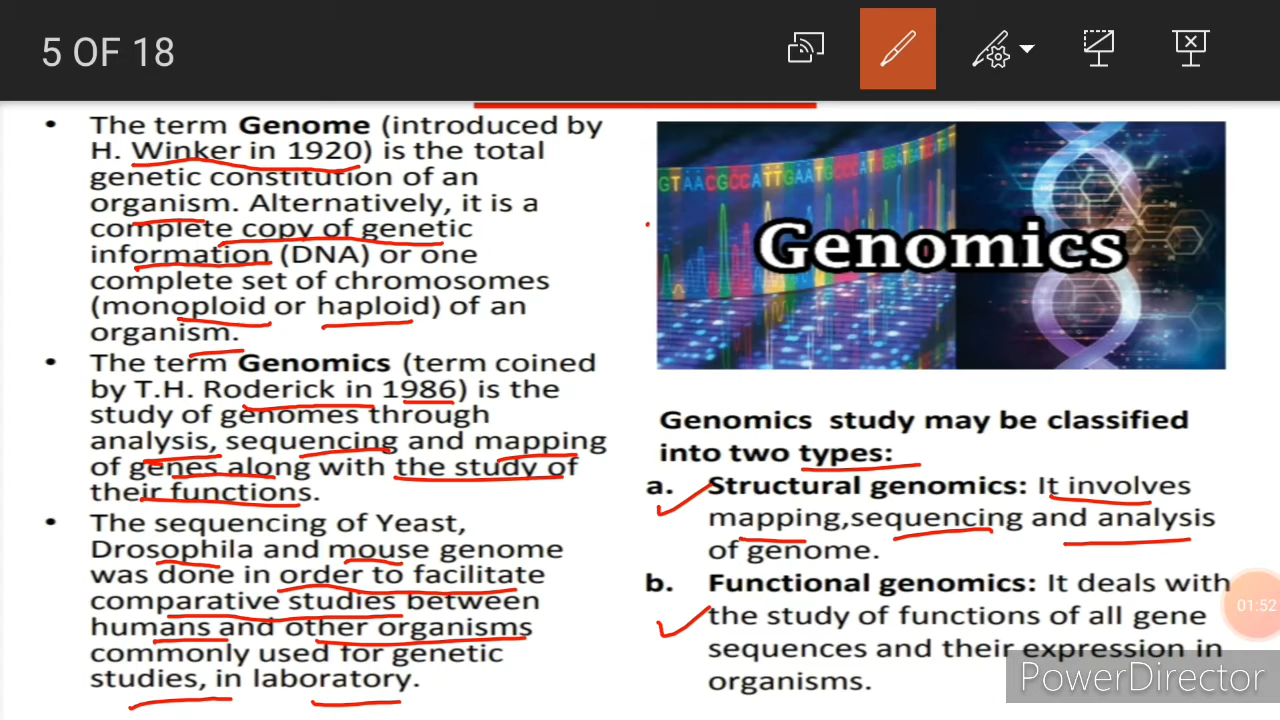 5 OF 18
• The term Genome (introduced by
H. Winker in 1920) is the total
genetic constitution of an
organism. Alternatively, it is a
complete copy of genetic
information (DNA) or one
complete set of chromosomes
(monoploid or haploid) of an
organism.
• The term Genomics (term coined
by T.H. Roderick in 1986) is the
study of genomes through
analysis, sequencing and mapping
of genes along with the study of
their functions.
• The sequencing of Yeast,
Drosophila and mouse genome
was done in order to facilitate
comparative studies between
humans and other organisms
commonly used for genetic
studies, in laboratory.
Genomics
Genomics study may be classified
into two types:
a. Structural genomics: It involves
mapping,sequencing and analysis
of genome.
b. Functional genomics: It deals with
the study of functions of all gene
sequences and their expression in
organisms.
01:52
PowerDirector